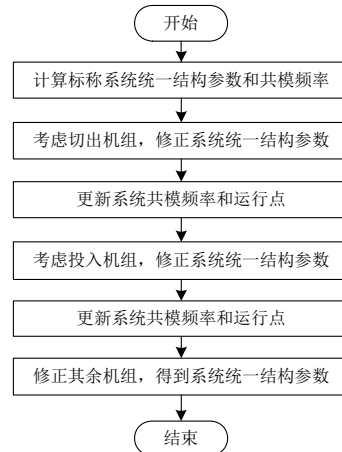 开始
计算标称系统统一结构参数和共模频率
考虑切出机组，修正系统统一结构参数
更新系统共模频率和运行点
考虑投入机组，修正系统统一结构参数
更新系统共模频率和运行点
修正其余机组，得到系统统一结构参数
结束